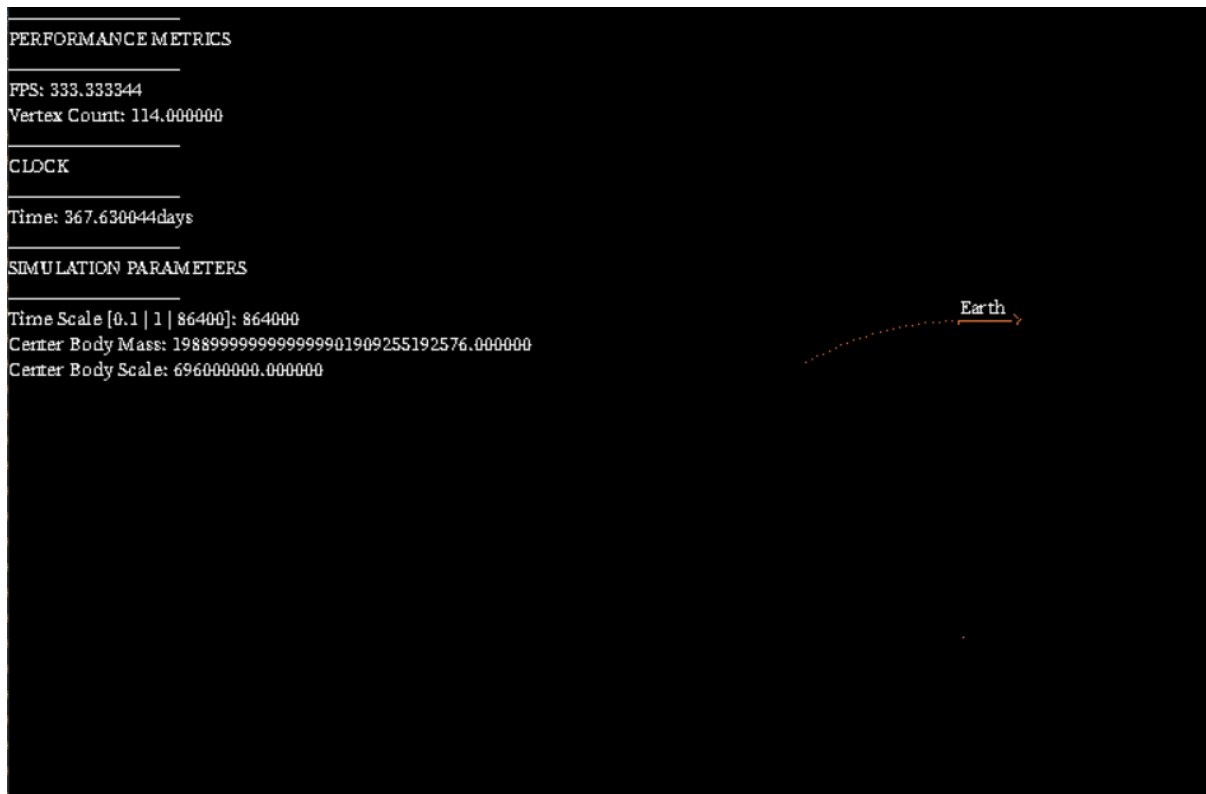 PERFORMANCE METRICS
FPS: 333.333344
Vertex Count: 114.000000
CLOCK
Time: 367.630044days
SIMULATION PARAMETERS
Time Scale [0.1 | 1 | 86400]: 864000
Center Body Mass: 1988999999999999901909255192576.000000
Center Body Scale: 696000000.000000
Earth